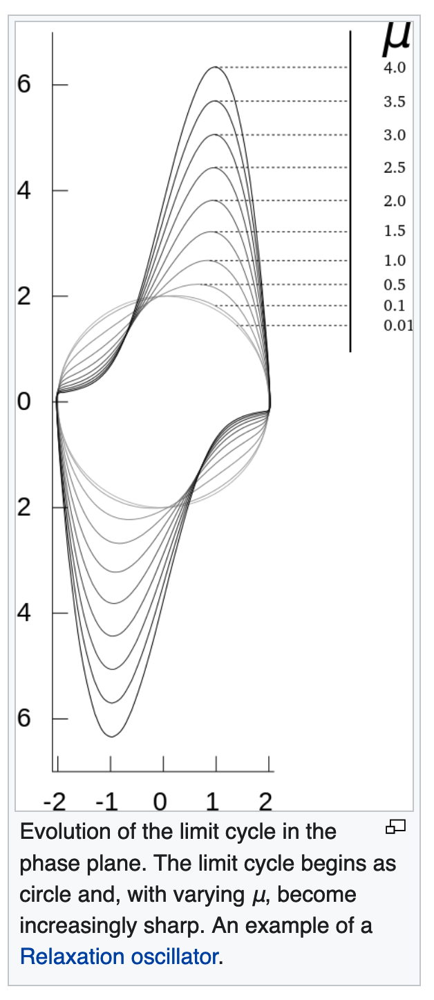 μ
4.0
6
3.5
3.0
2.5
4
2.0
1.5
1.0
0.5
2
0.1
0.01
0
2
4
6
-2 -1 0 1 2
Evolution of the limit cycle in the
phase plane. The limit cycle begins as
circle and, with varying μ, become
increasingly sharp. An example of a
Relaxation oscillator.